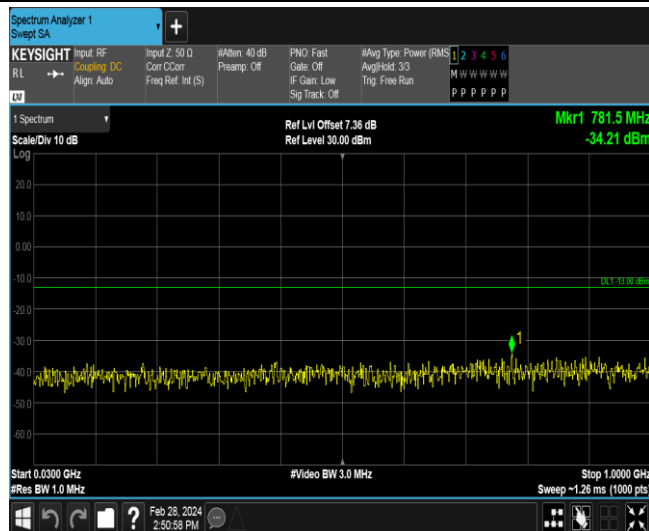 Spectrum Analyzer 1
Swept SA
+
KEYSIGHT
RL
Input: RF
Coupling: DC
Align: Auto
Input Z: 50 Ω
Corr CCorr
Freq Ref: Int (S)
#Atten: 40 dB
Preamp: Off
PNO: Fast
Gate: Off
IF Gain: Low
Sig Track: Off
#Avg Type: Power (RMS
Avg|Hold: 3/3
Trig: Free Run
1 2 3 4 5 6
M W W W W W
P P P P P P
1 Spectrum
Scale/Div 10 dB
Log
Ref Lvl Offset 7.36 dB
Ref Level 30.00 dBm
Mkr1 781.5 MHz
-34.21 dBm
20.0
10.0
0.00
-10.0
DL1 -13.00 dBm
-20.0
-30.0
1
-40.0
-50.0
-60.0
Start 0.0300 GHz
#Res BW 1.0 MHz
#Video BW 3.0 MHz
Stop 1.0000 GHz
Sweep ~1.26 ms (1000 pts)
?
Feb 28, 2024
2:50:58 PM